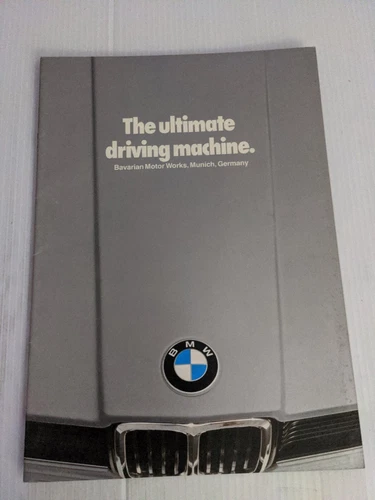 The ultimate
driving machine.
Bavarian Motor Works, Munich, Germany
BMW